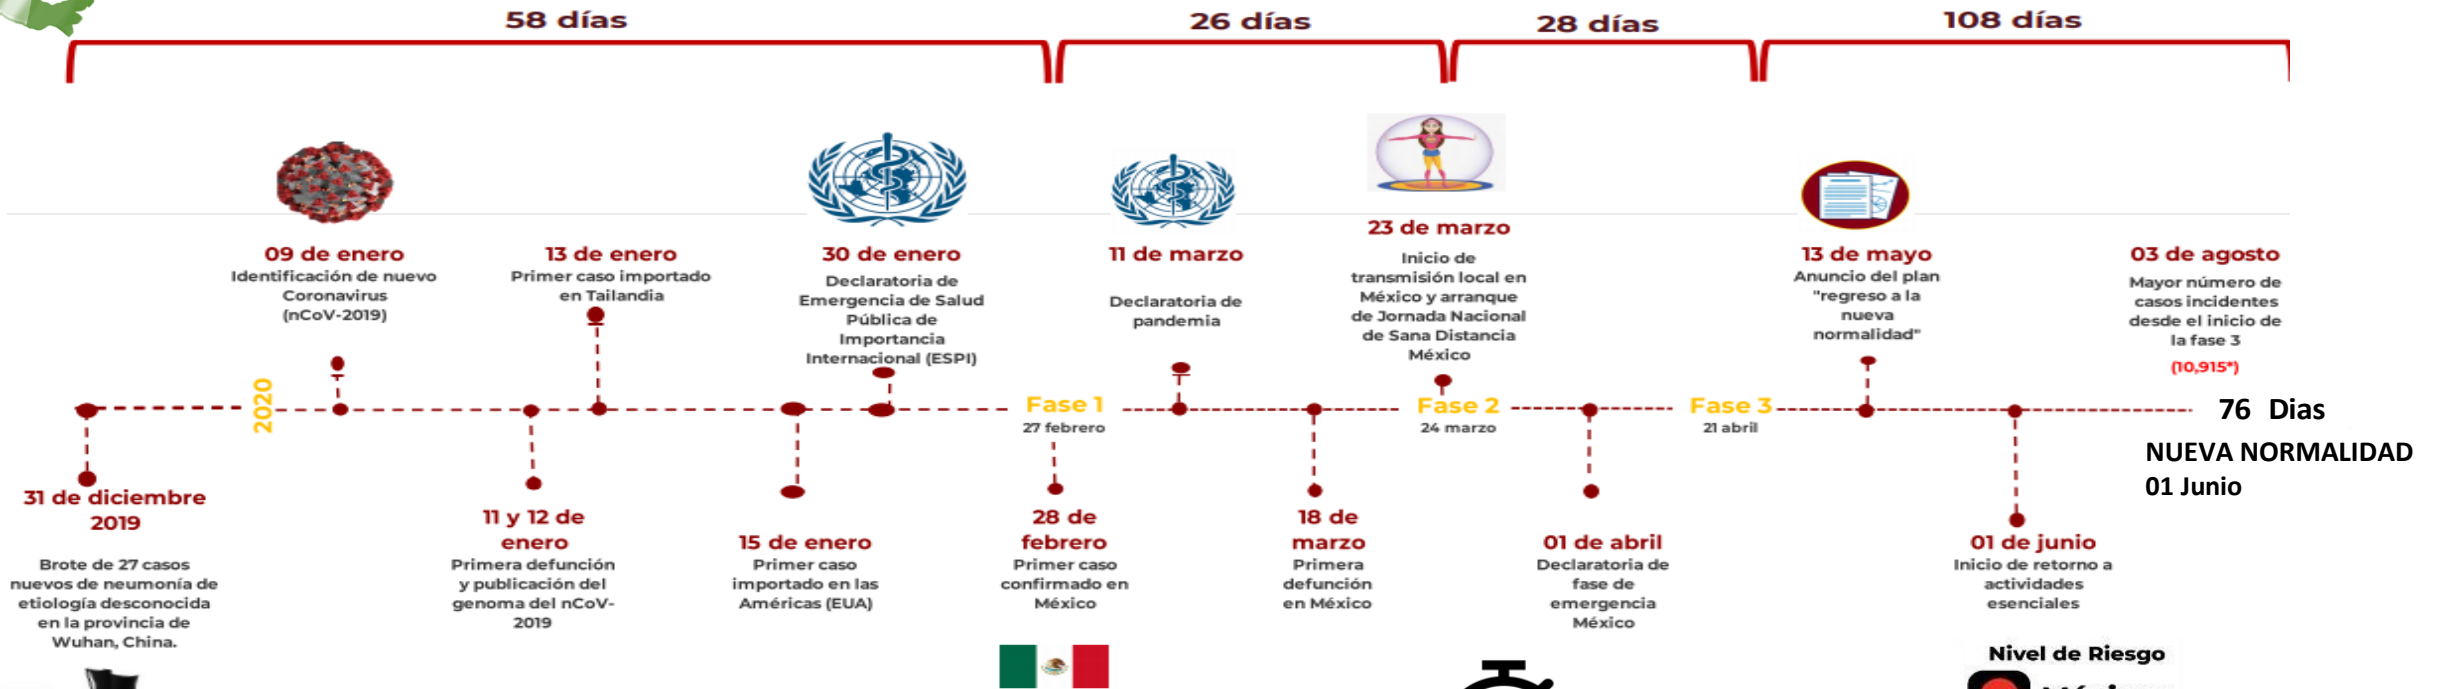 58 días
26 días
28 días
108 días
09 de enero
Identificación de nuevo
Coronavirus
(nCoV-2019)
13 de enero
Primer caso importado
en Tailandia
30 de enero
Declaratoria de
Emergencia de Salud
Pública de
Importancia
Internacional (ESPI)
11 de marzo
Declaratoria de
pandemia
23 de marzo
Inicio de
transmisión local en
México y arranque
de Jornada Nacional
de Sana Distancia
México
13 de mayo
Anuncio del plan
"regreso a la
nueva
normalidad"
03 de agosto
Mayor número de
casos incidentes
desde el inicio de
la fase 3
(10,915*)
2020
Fase 1
27 febrero
Fase 2
24 marzo
Fase 3
21 abril
76 Dias
NUEVA NORMALIDAD
01 Junio
31 de diciembre
2019
Brote de 27 casos
nuevos de neumonía de
etiología desconocida
en la provincia de
Wuhan, China.
11 y 12 de
enero
Primera defunción
y publicación del
genoma del nCoV-
2019
15 de enero
Primer caso
importado en las
Américas (EUA)
28 de
febrero
Primer caso
confirmado en
México
18 de
marzo
Primera
defunción
en México
01 de abril
Declaratoria de
fase de
emergencia
México
01 de junio
Inicio de retorno a
actividades
esenciales
Nivel de Riesgo